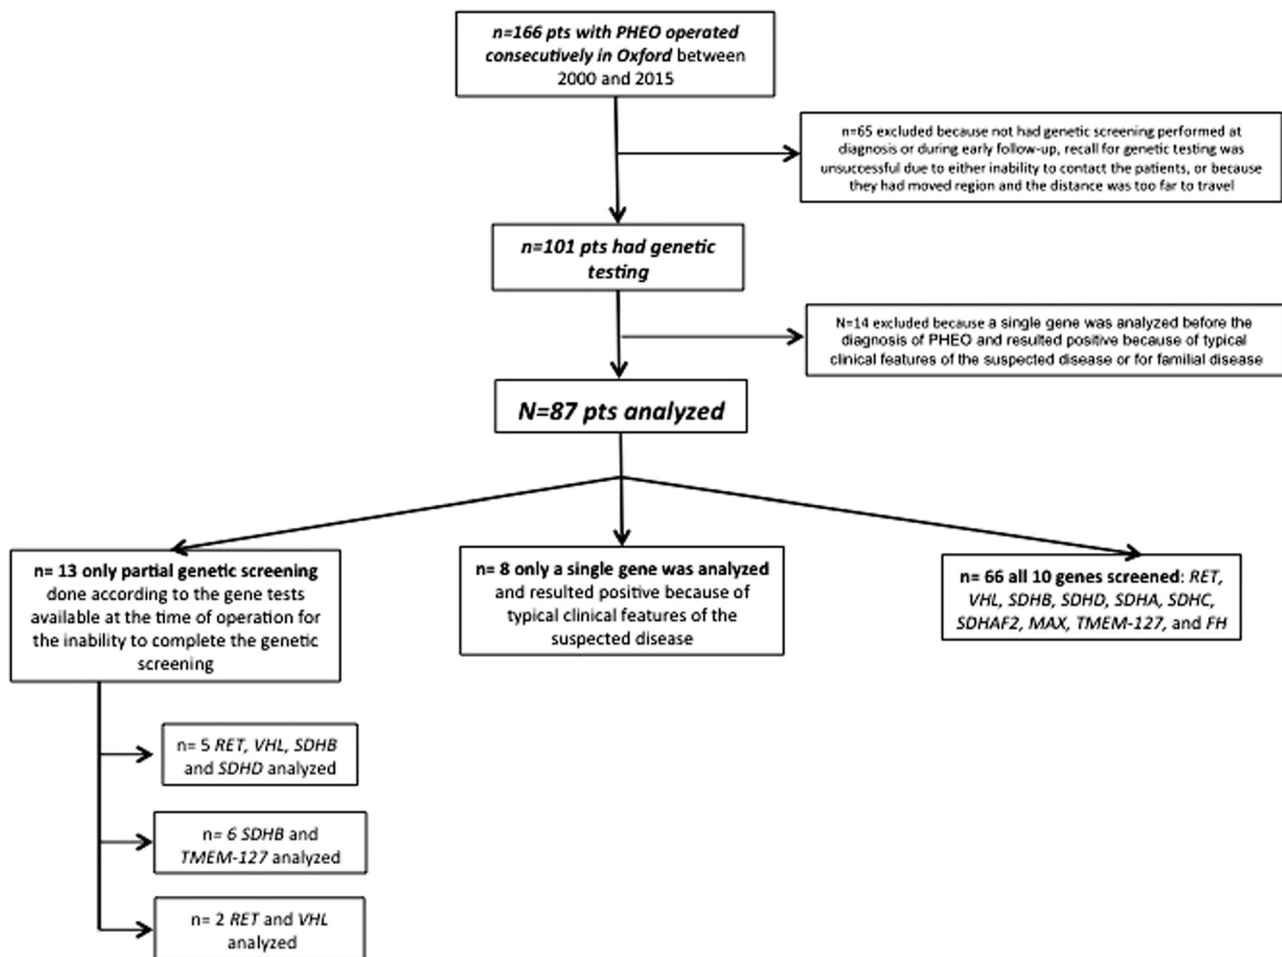 n=166 pts with PHEO operated
consecutively in Oxford between
2000 and 2015
n=65 excluded because not had genetic screening performed at
diagnosis or during early follow-up, recall for genetic testing was
unsuccessful due to either inability to contact the patients, or because
they had moved region and the distance was too far to travel
n=101 pts had genetic
testing
N=14 excluded because a single gene was analyzed before the
diagnosis of PHEO and resulted positive because of typical
clinical features of the suspected disease or for familial disease
N=87 pts analyzed
n= 13 only partial genetic screening
done according to the gene tests
available at the time of operation for
the inability to complete the genetic
screening
n= 8 only a single gene was analyzed
and resulted positive because of
typical clinical features of the
suspected disease
n= 66 all 10 genes screened: RET,
VHL, SDHB, SDHD, SDHA, SDHC,
SDHAF2, MAX, TMEM-127, and FH
n= 5 RET, VHL, SDHB
and SDHD analyzed
n= 6 SDHB and
TMEM-127 analyzed
n= 2 RET and VHL
analyzed